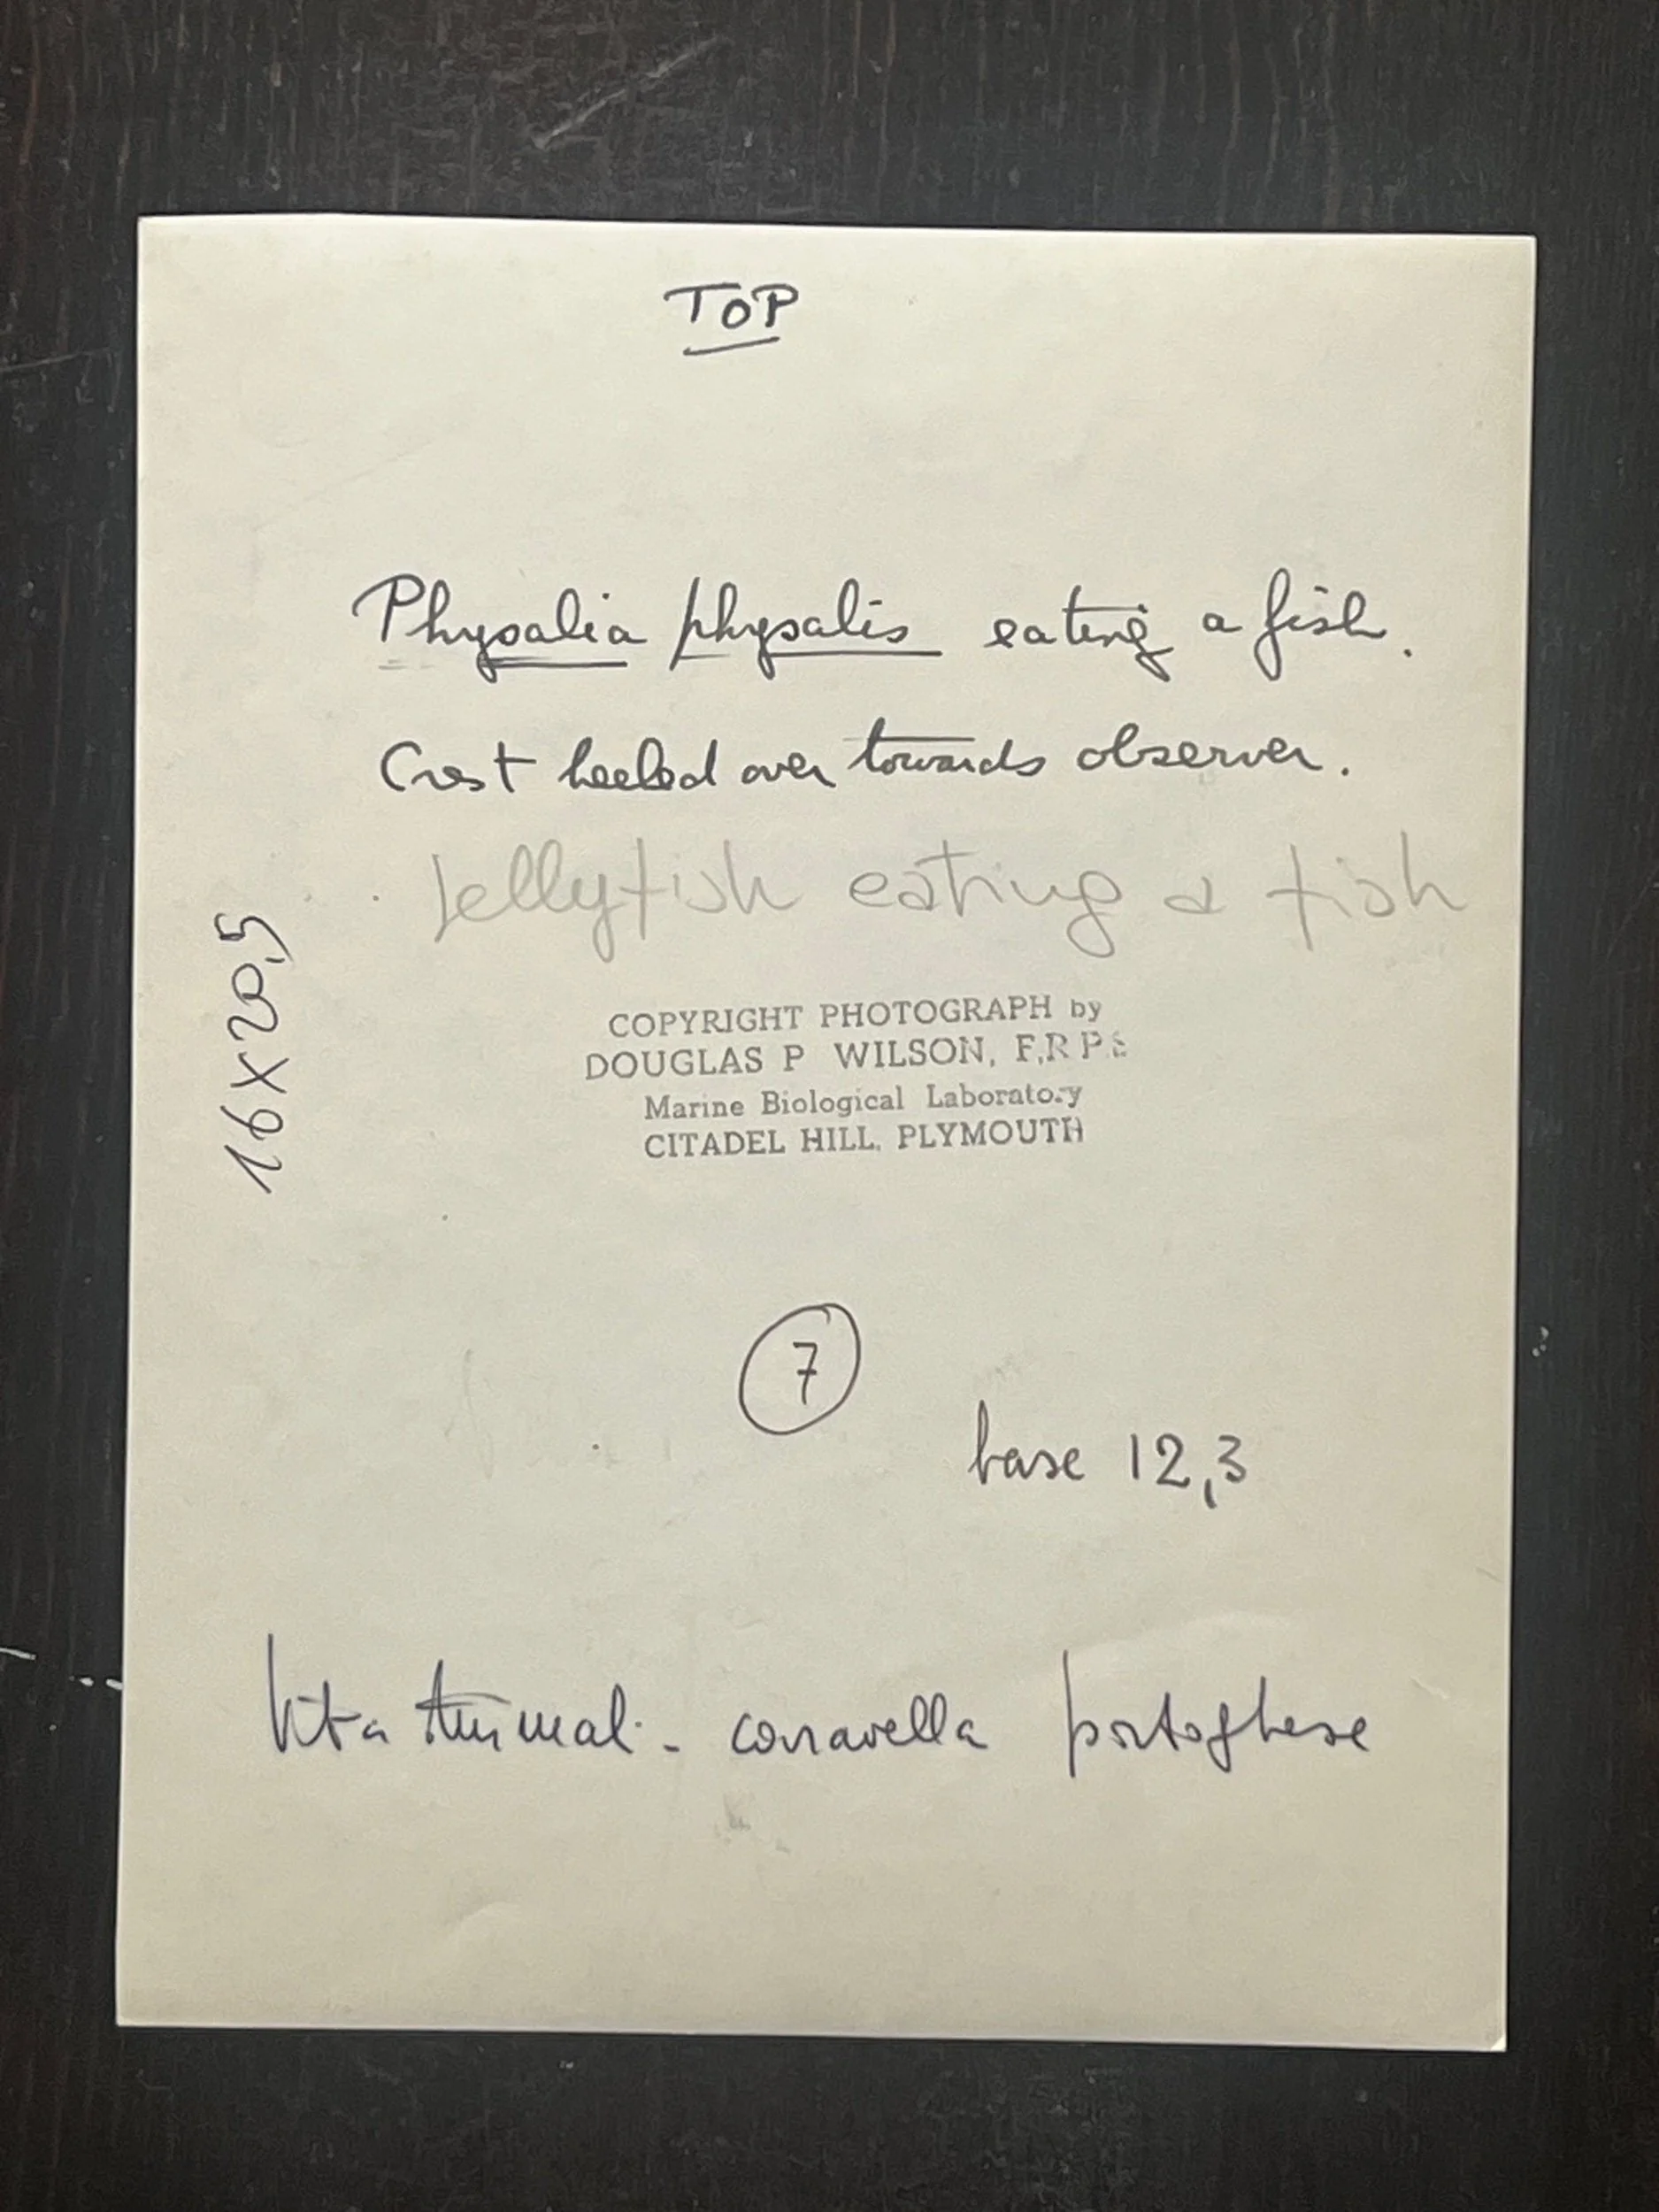 TOP
Physalia physalis eating a fish.
Crest heeled over towards observer.
Jellyfish eating a fish
16X20,5
COPYRIGHT PHOTOGRAPH by
DOUGLAS P WILSON, F.R.P.S
Marine Biological Laboratory
CITADEL HILL, PLYMOUTH
7
base 12,3
Vita Animal. - caravella portoghese